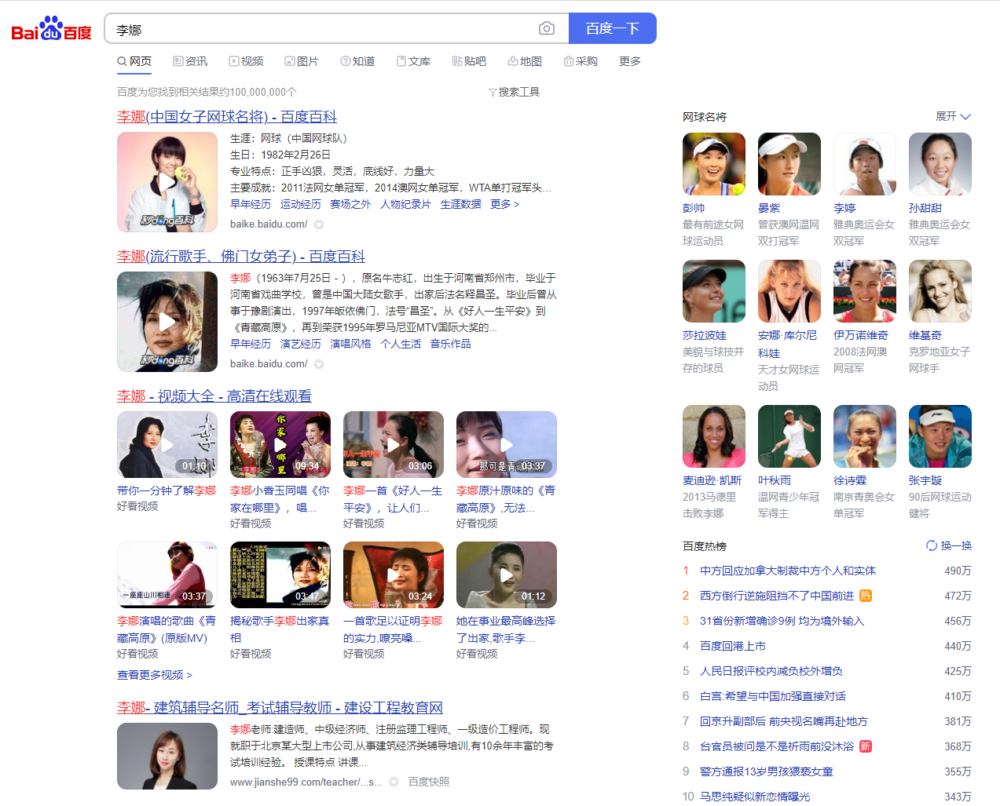 Bai du 百度
李娜
百度一下
网页 资讯 视频 图片 知道 文库 贴吧 地图 采购 更多
百度为您找到相关结果约100,000,000个
搜索工具
李娜(中国女子网球名将) - 百度百科
生涯：网球（中国网球队）
生日：1982年2月26日
专业特点：正手凶狠，灵活，底线好，力量大
主要成就：2011法网女单冠军，2014澳网女单冠军，WTA单打冠军头...
早年经历 运动经历 赛场之外 人物纪录片 生涯数据 更多 >
秒dong百科
baike.baidu.com/
李娜(流行歌手、佛门女弟子) - 百度百科
李娜（1963年7月25日－），原名牛志红，出生于河南省郑州市，毕业于
河南省戏曲学校，曾是中国大陆女歌手，出家后法名释昌圣。毕业后曾从
事于豫剧演出，1997年皈依佛门，法号“昌圣”。从《好人一生平安》到
《青藏高原》，再到荣获1995年罗马尼亚MTV国际大奖的...
早年经历 演艺经历 演唱风格 个人生活 音乐作品
秒dong百科
baike.baidu.com/
李娜 - 视频大全 - 高清在线观看
李娜
01:10
你家哪里
李娜
09:34
好人一生平安
03:06
那可是青
03:37
带你一分钟了解李娜
好看视频
李娜小香玉同唱《你
家在哪里》，唱...
好看视频
李娜一首《好人一生
平安》，让人们...
好看视频
李娜原汁原味的《青
藏高原》,无法...
好看视频
一座座山川相连
03:37
03:47
03:24
01:12
李娜演唱的歌曲《青
藏高原》(原版MV)
好看视频
揭秘歌手李娜出家真
相
好看视频
一首歌足以证明李娜
的实力,嘹亮嗓...
好看视频
她在事业最高峰选择
了出家,歌手李...
好看视频
查看更多视频 >
李娜- 建筑辅导名师_考试辅导教师 - 建设工程教育网
李娜老师:建造师、中级经济师、注册监理工程师、一级造价工程师。现
就职于北京某大型上市公司,从事建筑经济类辅导培训,有10余年丰富的考
试培训经验。 授课特点 讲课...
www.jianshe99.com/teacher/...s... 百度快照
网球名将 展开
彭帅
最有前途女网
球运动员
晏紫
曾获澳网温网
双打冠军
李婷
雅典奥运会女
双冠军
孙甜甜
雅典奥运会女
双冠军
莎拉波娃
美貌与球技并
存的球员
安娜·库尔尼
科娃
天才女网球运
动员
伊万诺维奇
2008法网澳
网冠军
维基奇
克罗地亚女子
网球手
麦迪逊·凯斯
2013马德里
击败李娜
叶秋雨
温网青少年冠
军得主
徐诗霖
南京青奥会女
单冠军
张宇璇
90后网球运动
健将
百度热榜 换一换
1 中方回应加拿大制裁中方个人和实体 490万
2 西方倒行逆施阻挡不了中国前进 热 472万
3 31省份新增确诊9例 均为境外输入 456万
4 百度回港上市 440万
5 人民日报评校内减负校外增负 425万
6 白宫:希望与中国加强直接对话 410万
7 回京升副部后 前央视名嘴再赴地方 381万
8 台官员被问是不是祈雨前没沐浴 新 368万
9 警方通报13岁男孩猥亵女童 355万
10 马思纯疑似新恋情曝光 343万